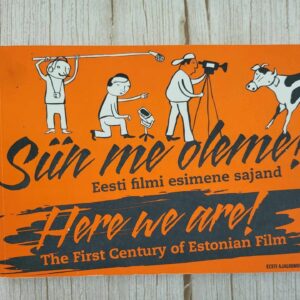 Siin me oleme!
Eesti filmi esimene sajand
Here we are!
The First Century of Estonian Film